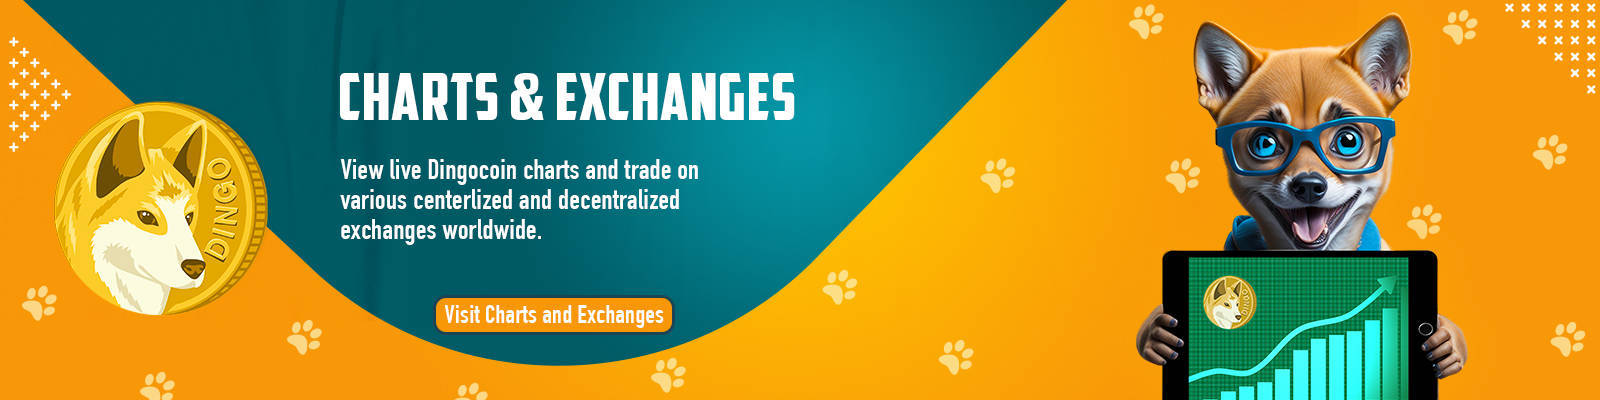 CHARTS & EXCHANGES
View live Dingocoin charts and trade on
various centerlized and decentralized
exchanges worldwide.
Visit Charts and Exchanges
DINGO
DINGO